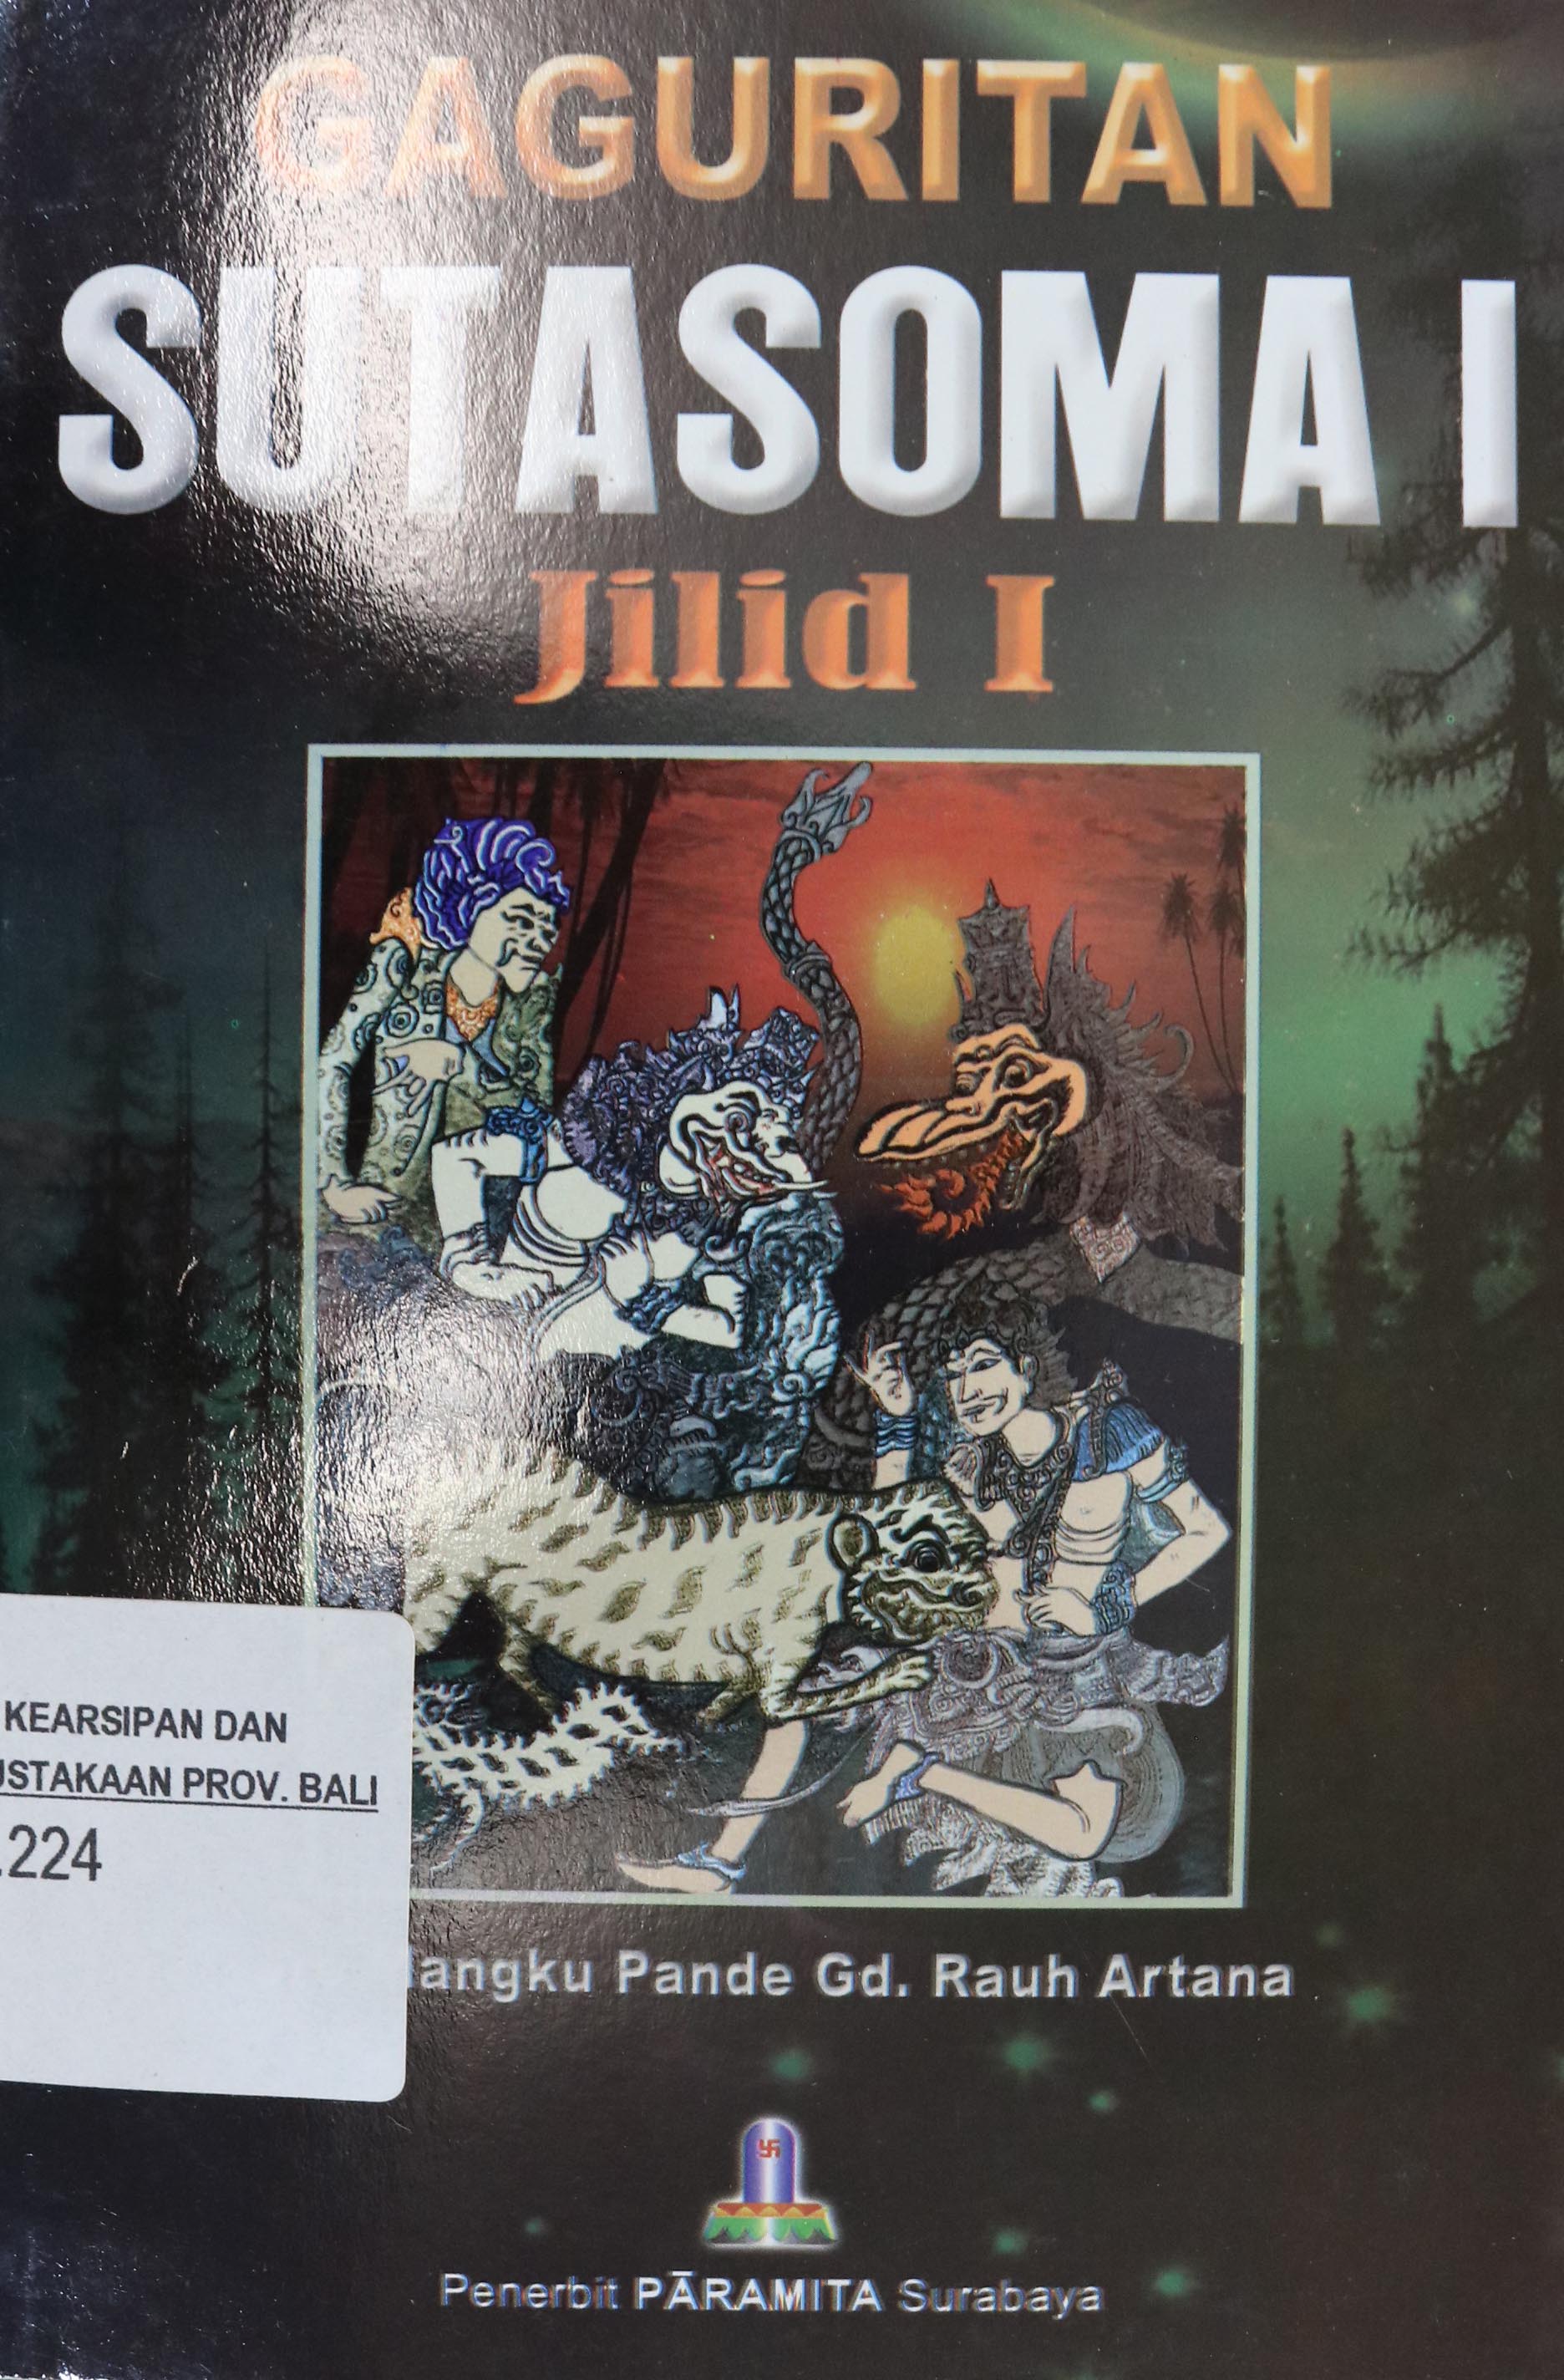 GAGURITAN
SUTASOMA I
Jilid I
KEARSIPAN DAN
USTAKAAN PROV. BALI
.224
angku Pande Gd. Rauh Artana
Penerbit PĀRAMITA Surabaya